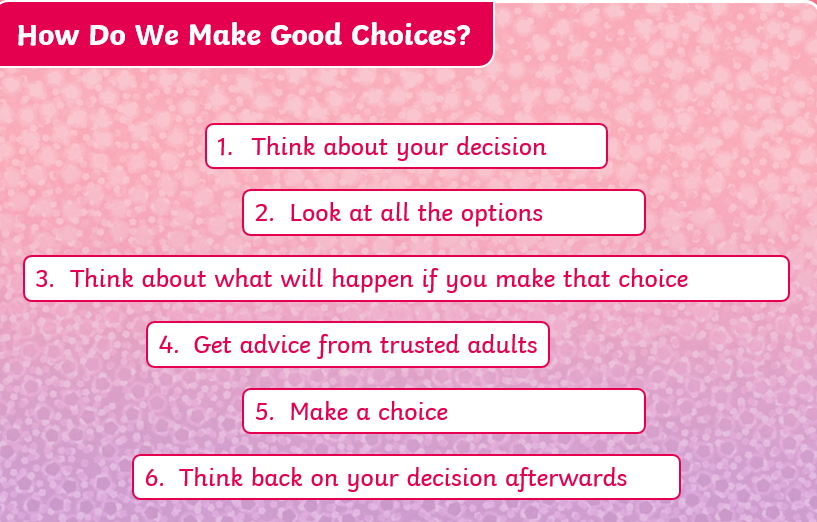 How Do We Make Good Choices?
1. Think about your decision
2. Look at all the options
3. Think about what will happen if you make that choice
4. Get advice from trusted adults
5. Make a choice
6. Think back on your decision afterwards